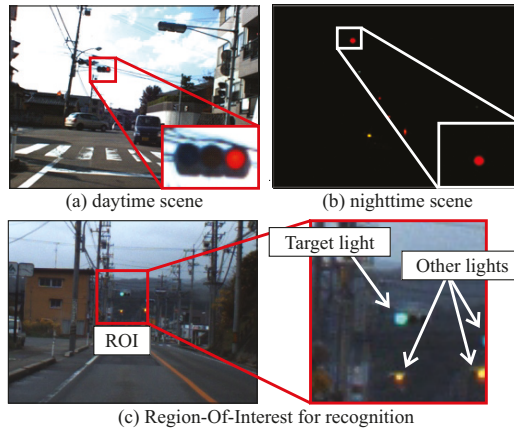 (a) daytime scene
(b) nighttime scene
Target light
Other lights
ROI
(c) Region-Of-Interest for recognition